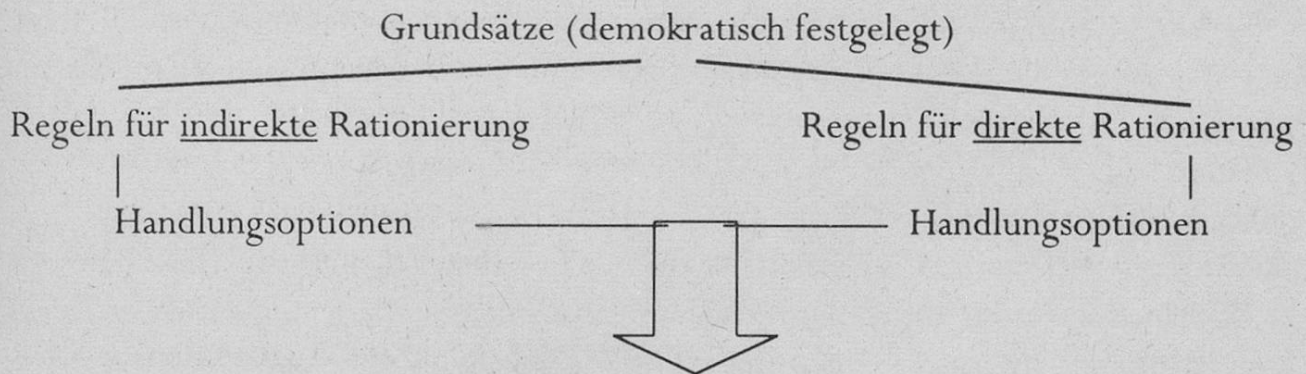 Grundsätze (demokratisch festgelegt)
Regeln für indirekte Rationierung Regeln für direkte Rationierung
Handlungsoptionen Handlungsoptionen